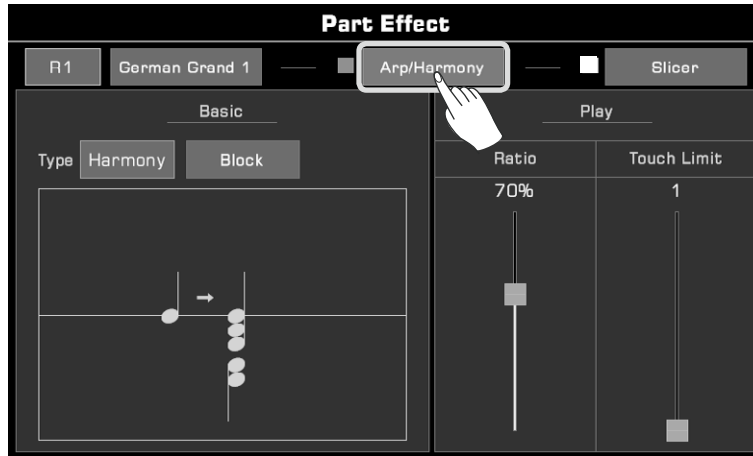 Part Effect
R1 German Grand 1 Arp/Harmony Slicer
Basic
Play
Type Harmony Block
Ratio
Touch Limit
70%
1